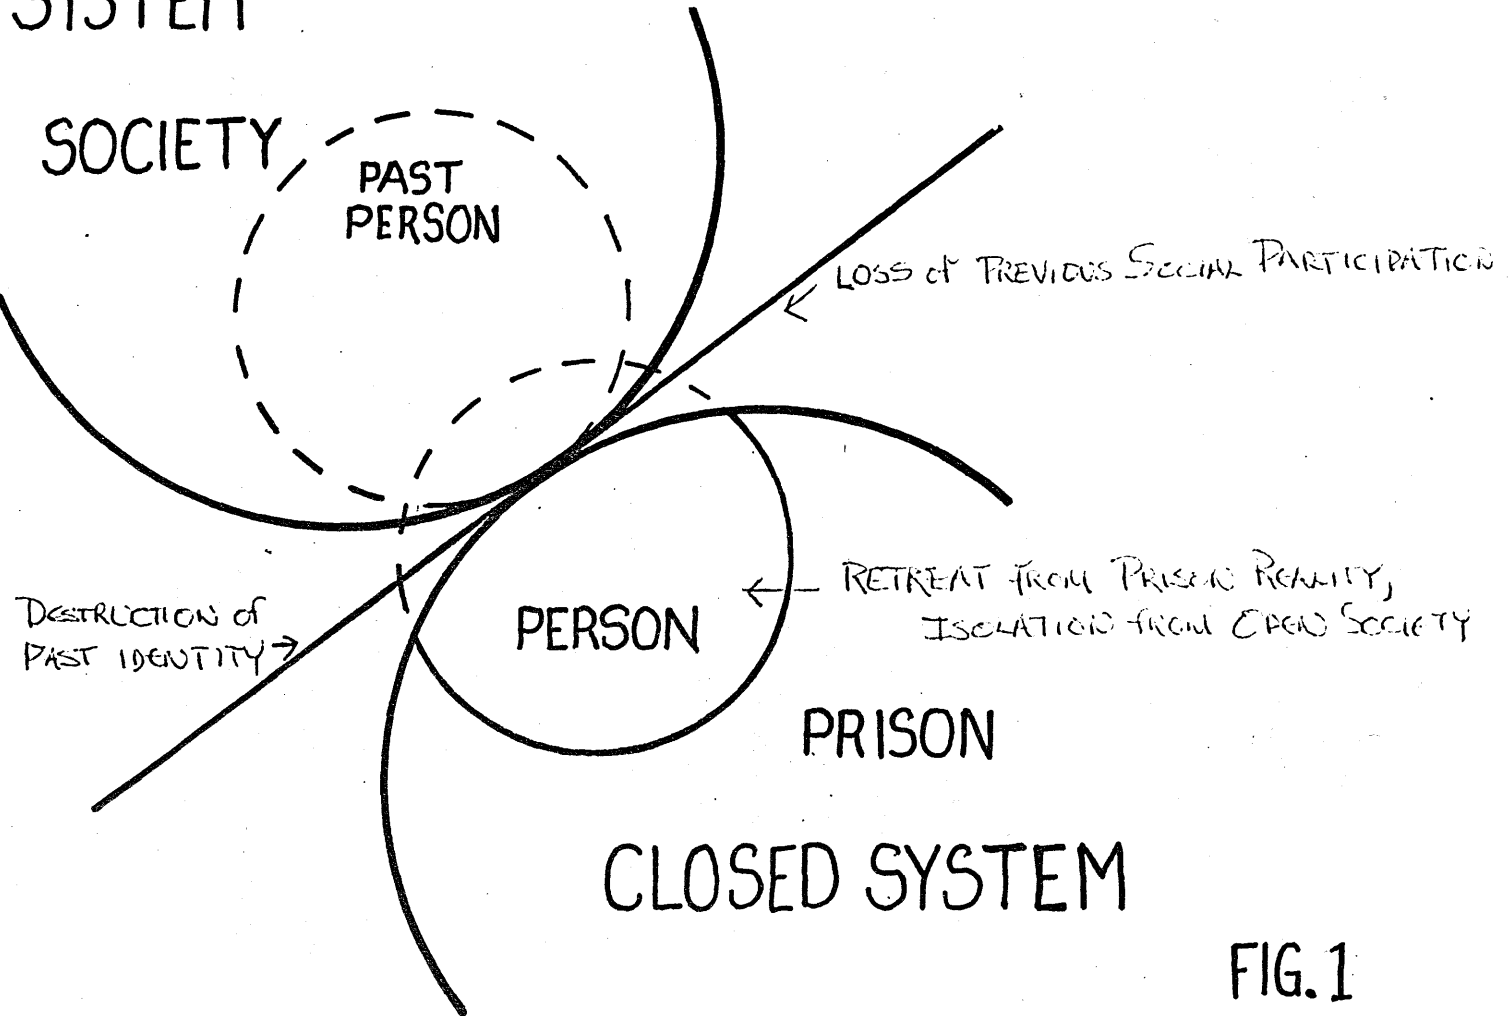 SYSTEM
SOCIETY
PAST
PERSON
LOSS of PREVIOUS SOCIAL PARTICIPATION
RETREAT from PRISON REALITY,
ISOLATION from OPEN SOCIETY
DESTRUCTION of
PAST IDENTITY
PERSON
PRISON
CLOSED SYSTEM
FIG. 1